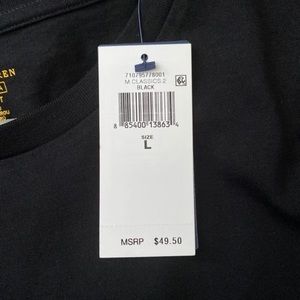 710795778001
M CLASSICS 2
BLACK
8 85400 13863 4
SIZE
L
MSRP $49.50